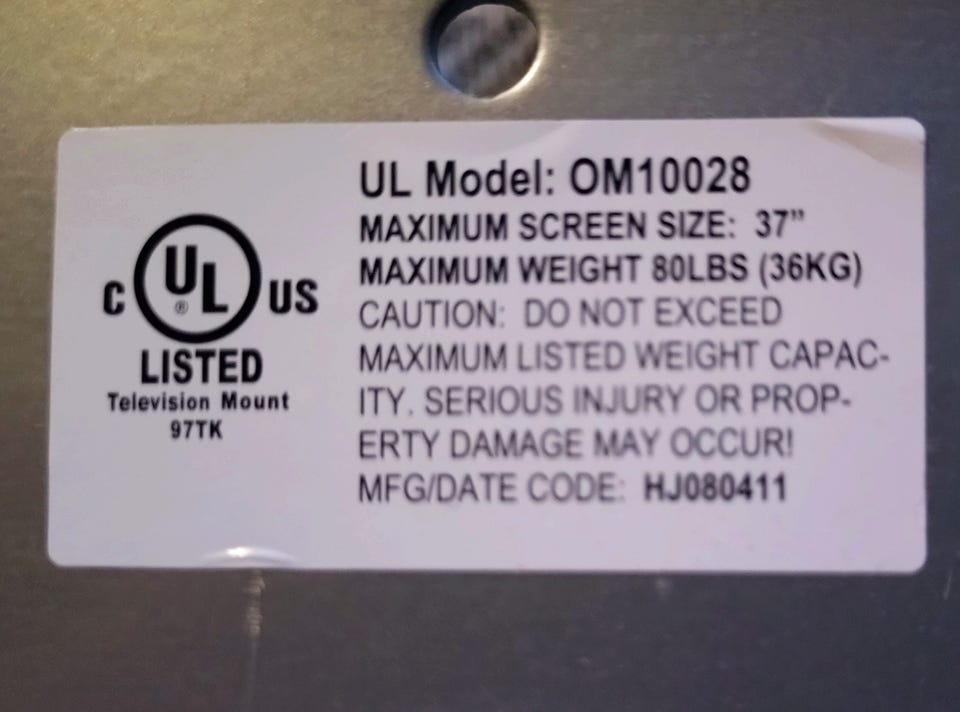 UL Model: OM10028
MAXIMUM SCREEN SIZE: 37”
MAXIMUM WEIGHT 80LBS (36KG)
CAUTION: DO NOT EXCEED
MAXIMUM LISTED WEIGHT CAPAC-
ITY. SERIOUS INJURY OR PROP-
ERTY DAMAGE MAY OCCUR!
MFG/DATE CODE: HJ080411
C UL ® US
LISTED
Television Mount
97TK